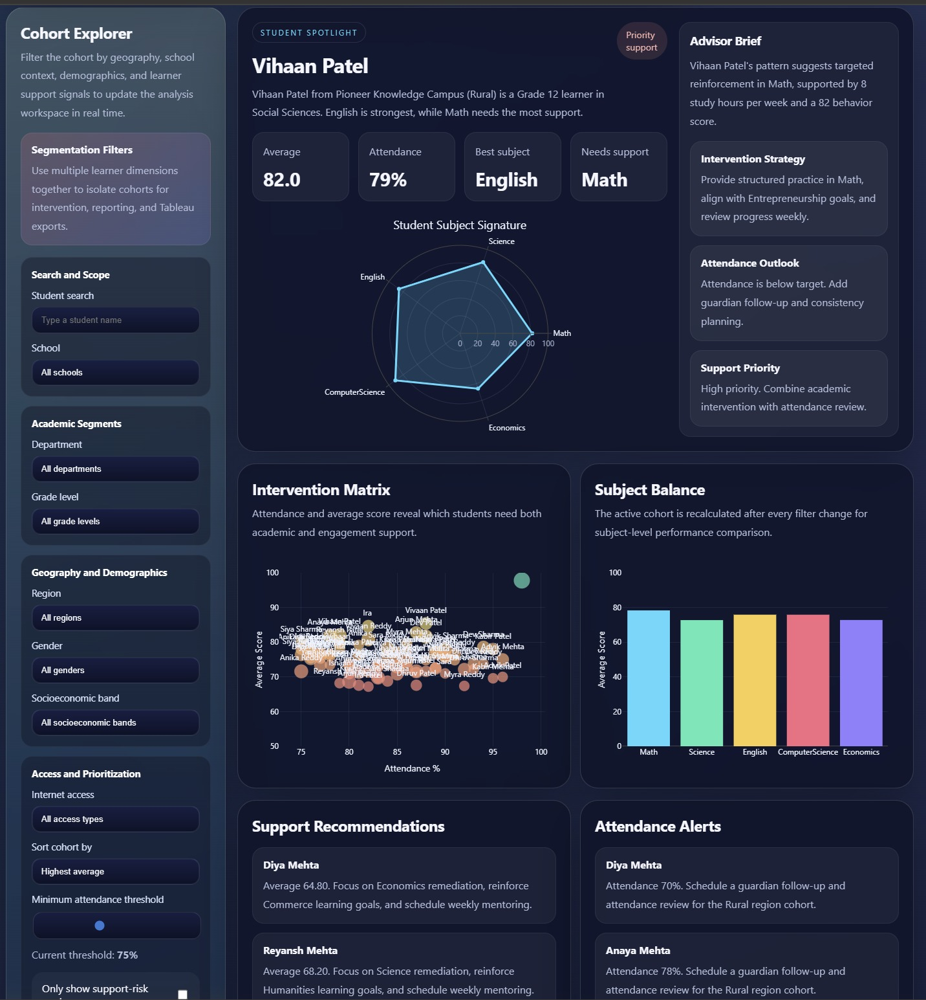 Cohort Explorer
Filter the cohort by geography, school
context, demographics, and learner
support signals to update the analysis
workspace in real time.
Segmentation Filters
Use multiple learner dimensions
together to isolate cohorts for
intervention, reporting, and Tableau
exports.
Search and Scope
Student search
Type a student name
School
All schools
Academic Segments
Department
All departments
Grade level
All grade levels
Geography and Demographics
Region
All regions
Gender
All genders
Socioeconomic band
All socioeconomic bands
Access and Prioritization
Internet access
All access types
Sort cohort by
Highest average
Minimum attendance threshold
Current threshold: 75%
Only show support-risk
STUDENT SPOTLIGHT
Priority
support
Vihaan Patel
Vihaan Patel from Pioneer Knowledge Campus (Rural) is a Grade 12 learner in
Social Sciences. English is strongest, while Math needs the most support.
Average
82.0
Attendance
79%
Best subject
English
Needs support
Math
Student Subject Signature
Science
English
Math
0 20 40 60 80 100
ComputerScience
Economics
Advisor Brief
Vihaan Patel's pattern suggests targeted
reinforcement in Math, supported by 8
study hours per week and a 82 behavior
score.
Intervention Strategy
Provide structured practice in Math,
align with Entrepreneurship goals, and
review progress weekly.
Attendance Outlook
Attendance is below target. Add
guardian follow-up and consistency
planning.
Support Priority
High priority. Combine academic
intervention with attendance review.
Intervention Matrix
Attendance and average score reveal which students need both
academic and engagement support.
100
90
80
70
60
50
Average Score
Ira
Vivaan Patel
Arjun Mehta
Dev Patel
Siya Sharma
Reyansh Patel
Myra Mehta
Sara Reddy
Dev Sharma
Kabir Patel
Advik Mehta
Anika Reddy
Advik Patel
Dhruv Patel
Myra Reddy
75 80 85 90 95 100
Attendance %
Subject Balance
The active cohort is recalculated after every filter change for
subject-level performance comparison.
100
80
60
40
20
0
Average Score
Math Science English ComputerScience Economics
Support Recommendations
Diya Mehta
Average 64.80. Focus on Economics remediation, reinforce
Commerce learning goals, and schedule weekly mentoring.
Reyansh Mehta
Average 68.20. Focus on Science remediation, reinforce
Humanities learning goals, and schedule weekly mentoring.
Attendance Alerts
Diya Mehta
Attendance 70%. Schedule a guardian follow-up and
attendance review for the Rural region cohort.
Anaya Mehta
Attendance 78%. Schedule a guardian follow-up and
attendance review for the Rural region cohort.